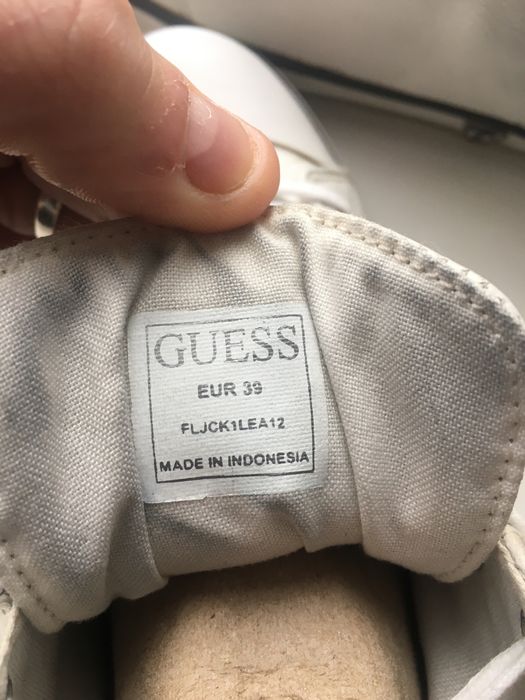 GUESS
EUR 39
FLJCK1LEA12
MADE IN INDONESIA